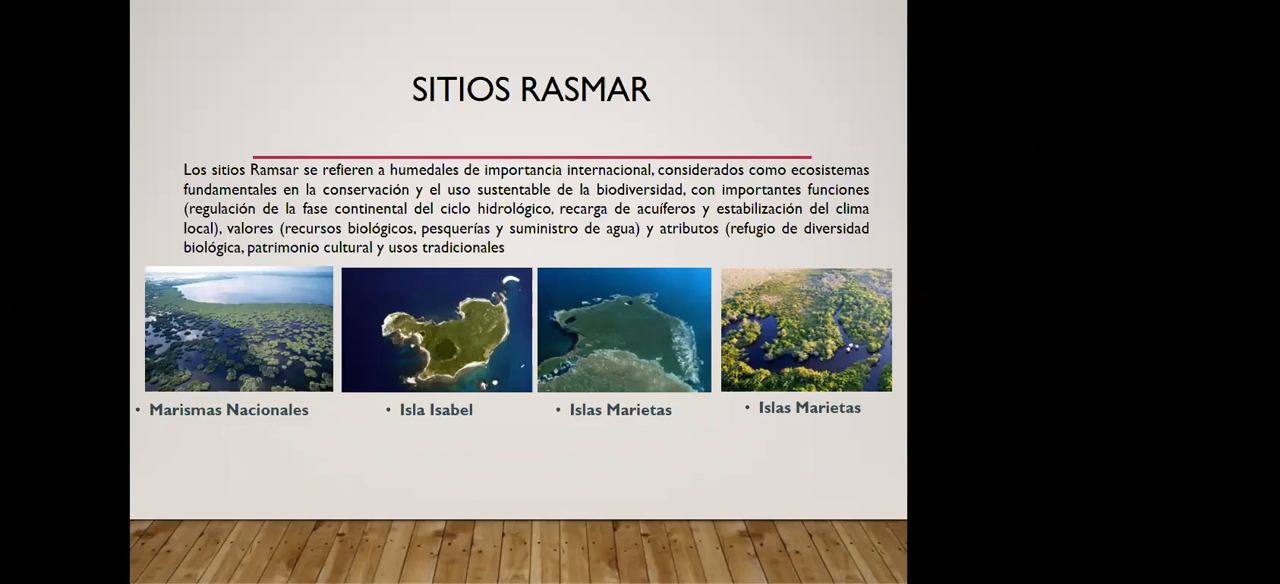 SITIOS RASMAR
Los sitios Ramsar se refieren a humedales de importancia internacional, considerados como ecosistemas
fundamentales en la conservación y el uso sustentable de la biodiversidad, con importantes funciones
(regulación de la fase continental del ciclo hidrológico, recarga de acuíferos y estabilización del clima
local), valores (recursos biológicos, pesquerías y suministro de agua) y atributos (refugio de diversidad
biológica, patrimonio cultural y usos tradicionales
• Marismas Nacionales
• Isla Isabel
• Islas Marietas
• Islas Marietas